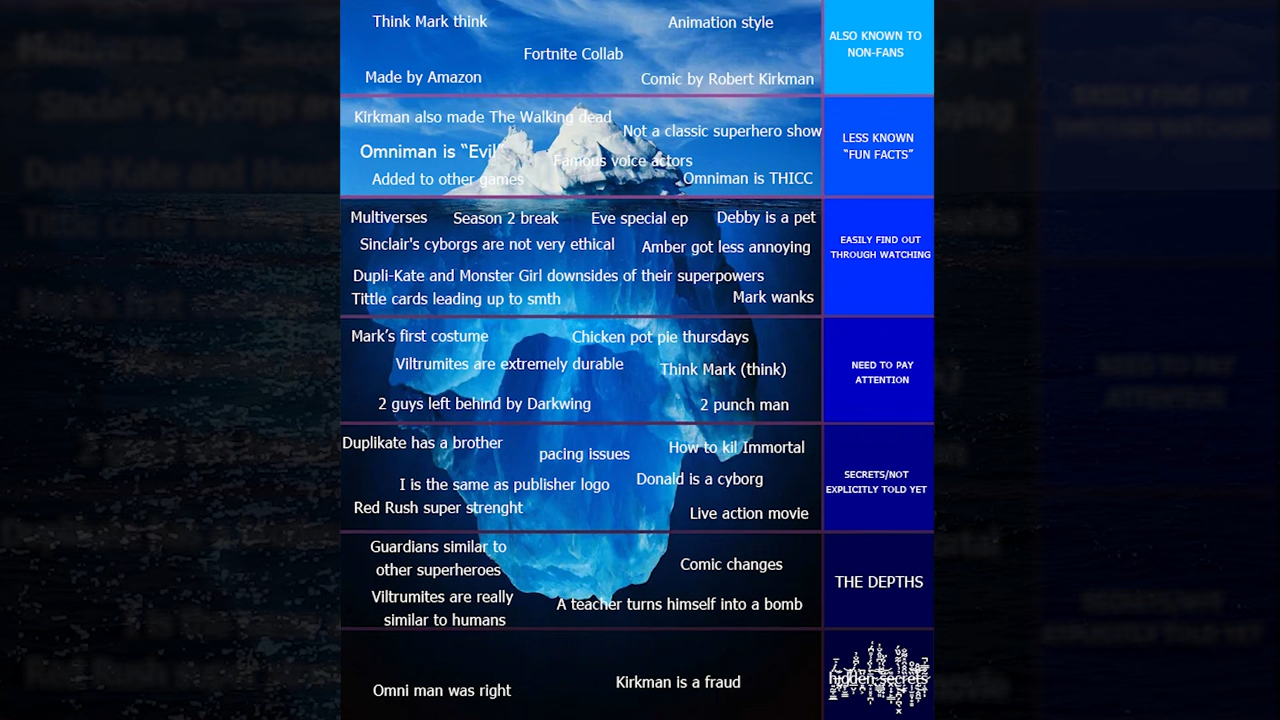 Think Mark think
Animation style
Fortnite Collab
Made by Amazon
Comic by Robert Kirkman
ALSO KNOWN TO
NON-FANS
Kirkman also made The Walking dead
Not a classic superhero show
Omniman is “Evil”
Famous voice actors
Added to other games
Omniman is THICC
LESS KNOWN
“FUN FACTS”
Multiverses
Season 2 break
Eve special ep
Debby is a pet
Sinclair's cyborgs are not very ethical
Amber got less annoying
Dupli-Kate and Monster Girl downsides of their superpowers
Tittle cards leading up to smth
Mark wanks
EASILY FIND OUT
THROUGH WATCHING
Mark’s first costume
Chicken pot pie thursdays
Viltrumites are extremely durable
Think Mark (think)
2 guys left behind by Darkwing
2 punch man
NEED TO PAY
ATTENTION
Duplikate has a brother
pacing issues
How to kil Immortal
I is the same as publisher logo
Donald is a cyborg
Red Rush super strenght
Live action movie
SECRETS/NOT
EXPLICITLY TOLD YET
Guardians similar to
other superheroes
Comic changes
Viltrumites are really
similar to humans
A teacher turns himself into a bomb
THE DEPTHS
Omni man was right
Kirkman is a fraud
hidden secrets